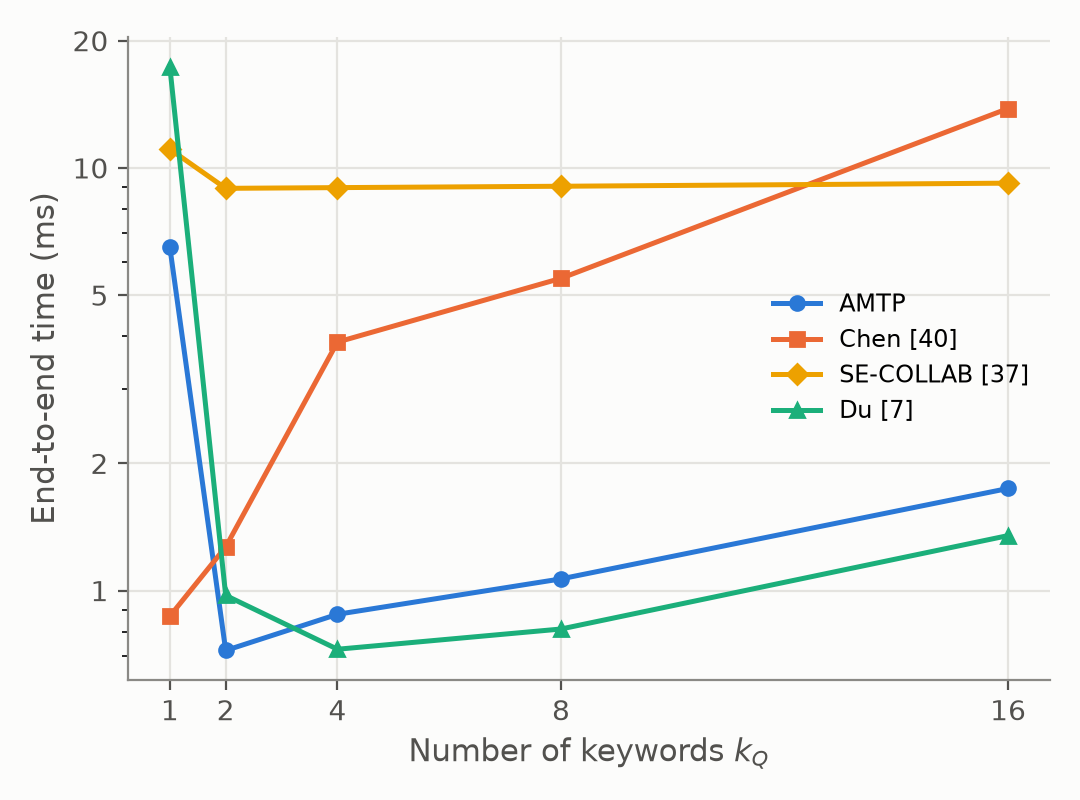 20
10
5
2
1
End-to-end time (ms)
AMTP
Chen [40]
SE-COLLAB [37]
Du [7]
1 2 4 8 16
Number of keywords k_Q